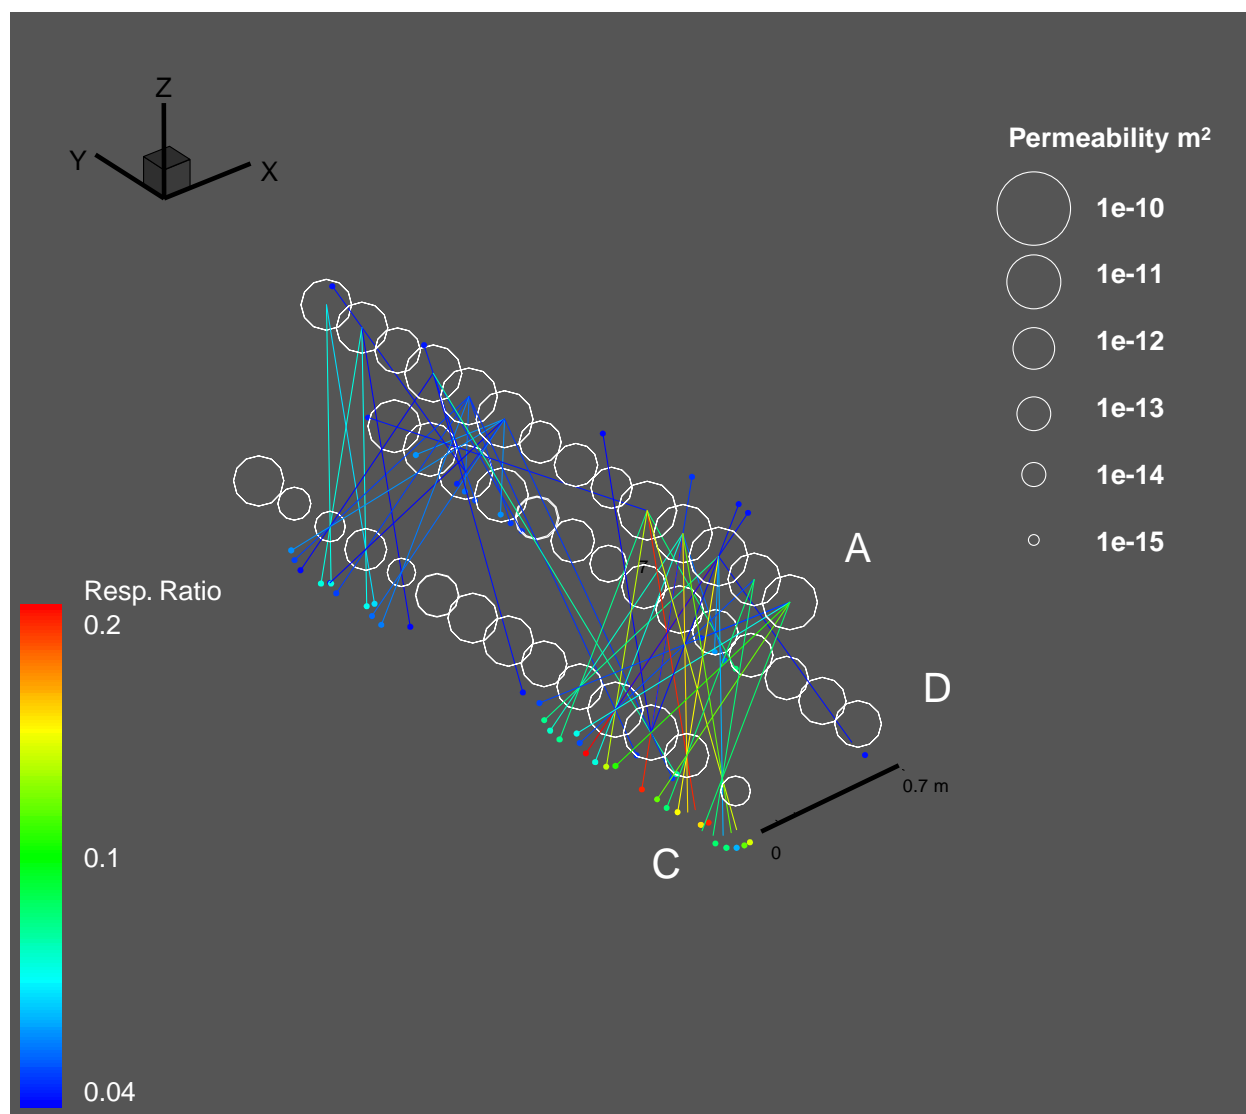 Z
Y
X
Permeability m²
1e-10
1e-11
1e-12
1e-13
1e-14
1e-15
A
D
C
0.7 m
0
Resp. Ratio
0.2
0.1
0.04